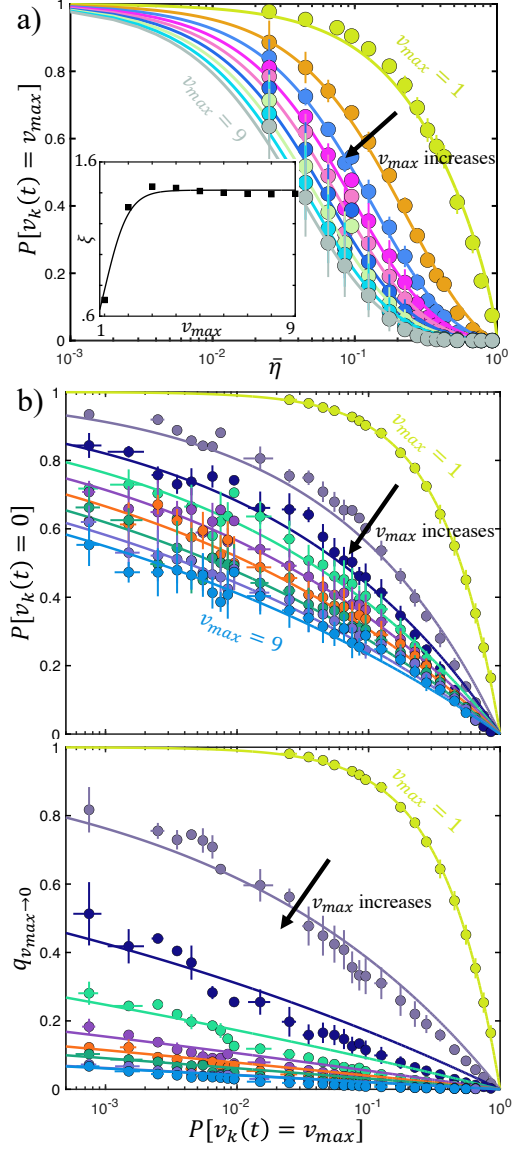 a)
P[v_k(t) = v_max]
1
0.8
0.6
0.4
0.2
0
v_max = 1
v_max = 9
v_max increases
1.6
ξ
.6
1
v_max
9
10^-3
10^-2
10^-1
10^0
η̄
b)
P[v_k(t) = 0]
1
0.8
0.6
0.4
0.2
0
v_max = 1
v_max increases
v_max = 9
q_{v_max→0}
1
0.8
0.6
0.4
0.2
0
v_max = 1
v_max increases
10^-3
10^-2
10^-1
10^0
P[v_k(t) = v_max]